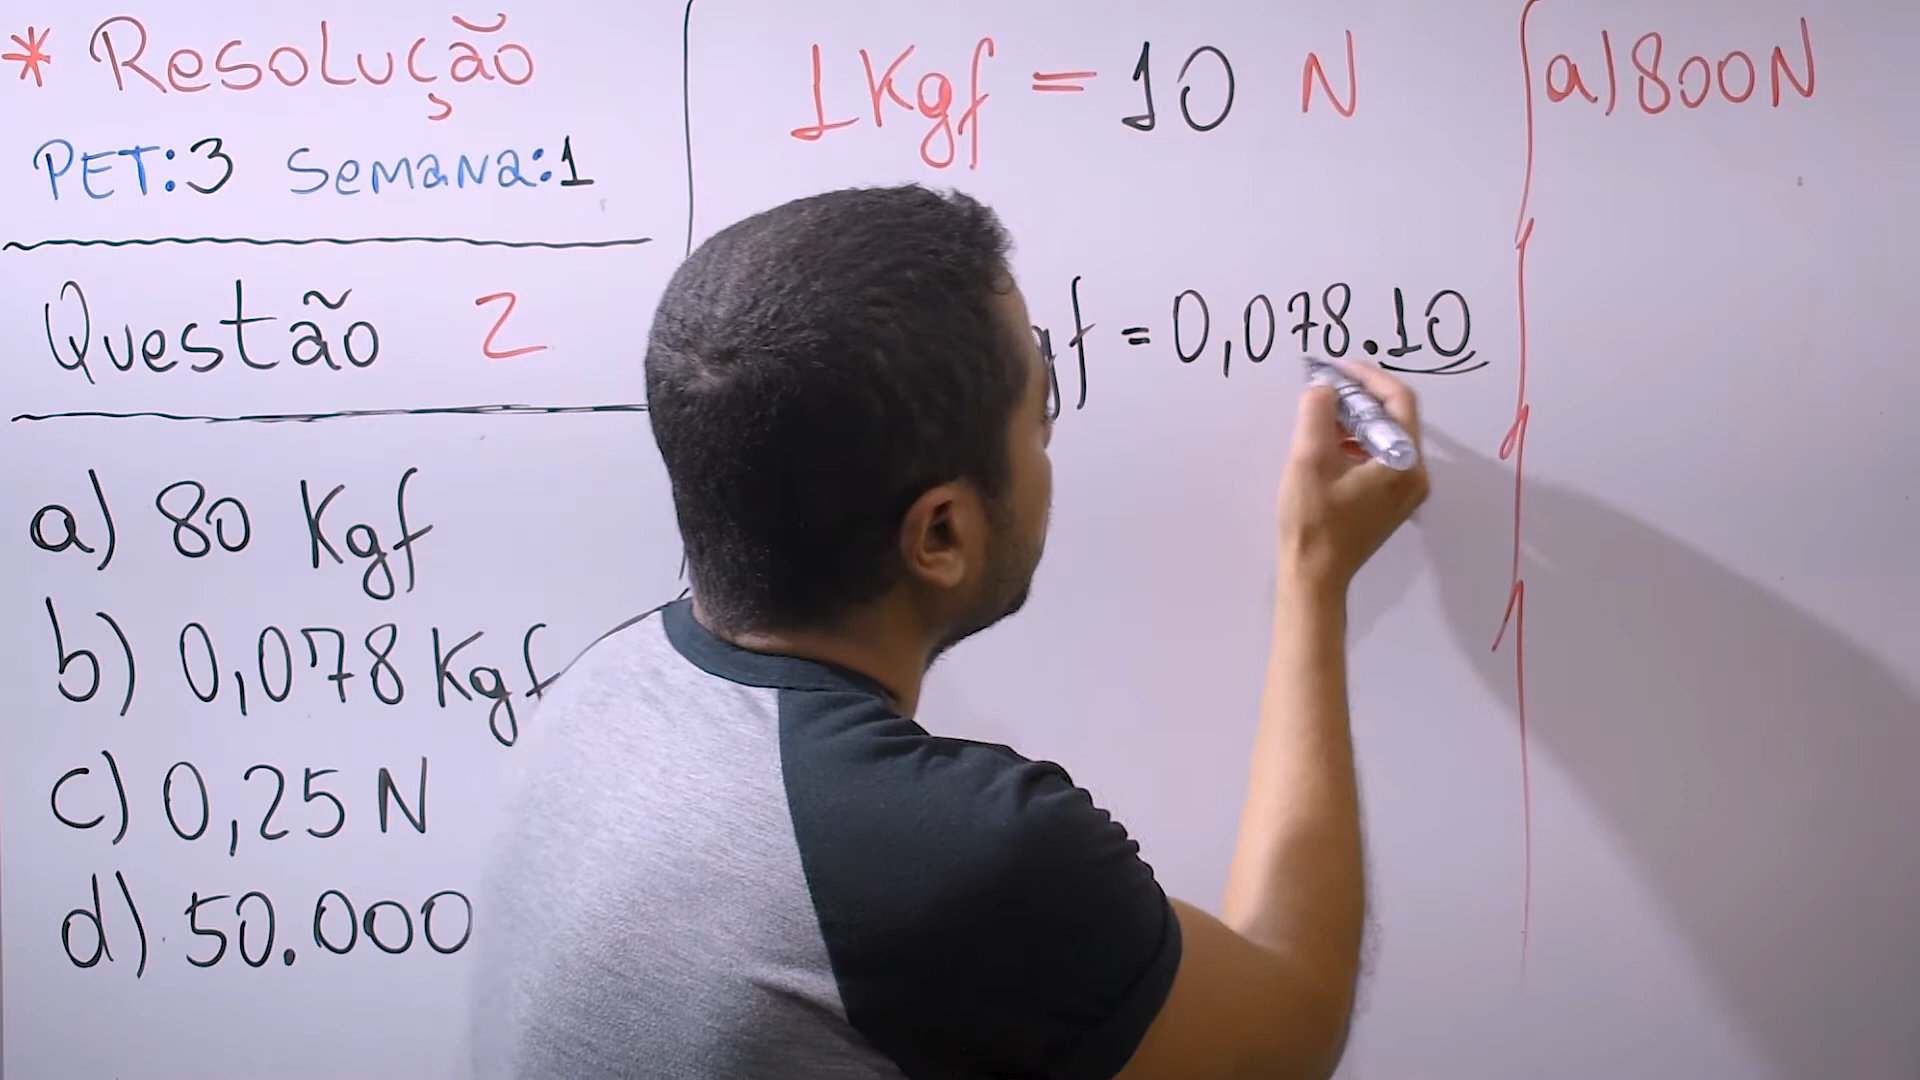 * Resolução
PET:3 Semana:1
Questão 2
a) 80 Kgf
b) 0,078 Kgf
c) 0,25 N
d) 50.000
1 Kgf = 10 N
gf = 0,078.10
a) 800 N